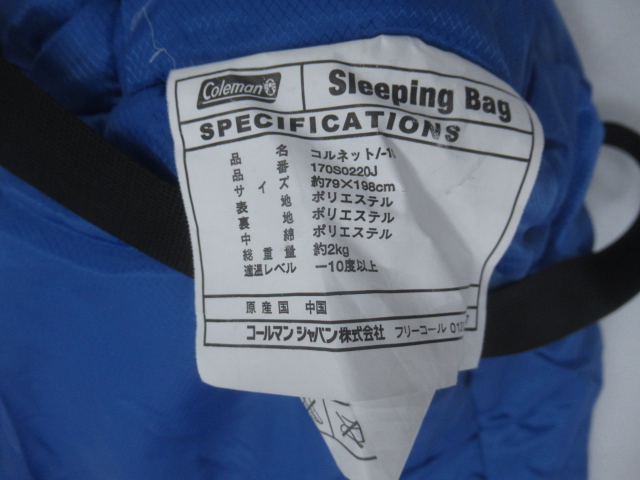 Coleman Sleeping Bag
SPECIFICATIONS
品 名 コルネット/-1
品 番 170S0220J
サ イ ズ 約79×198cm
表 地 ポリエステル
裏 地 ポリエステル
中 綿 ポリエステル
総 重 量 約2kg
適温レベル −10度以上
原 産 国 中国
コールマン ジャパン株式会社 フリーコール